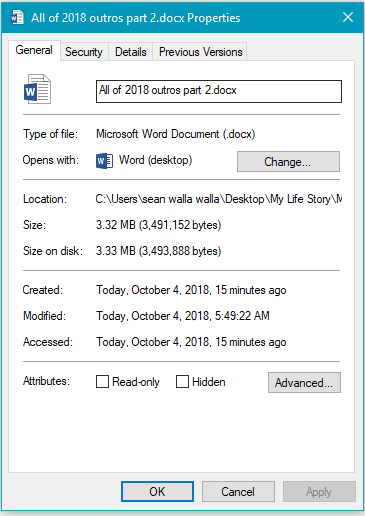 All of 2018 outros part 2.docx Properties
General Security Details Previous Versions
All of 2018 outros part 2.docx
Type of file: Microsoft Word Document (.docx)
Opens with: Word (desktop) Change...
Location: C:\Users\sean walla walla\Desktop\My Life Story\M
Size: 3.32 MB (3,491,152 bytes)
Size on disk: 3.33 MB (3,493,888 bytes)
Created: Today, October 4, 2018, 15 minutes ago
Modified: Today, October 4, 2018, 5:49:22 AM
Accessed: Today, October 4, 2018, 15 minutes ago
Attributes: Read-only Hidden Advanced...
OK Cancel Apply